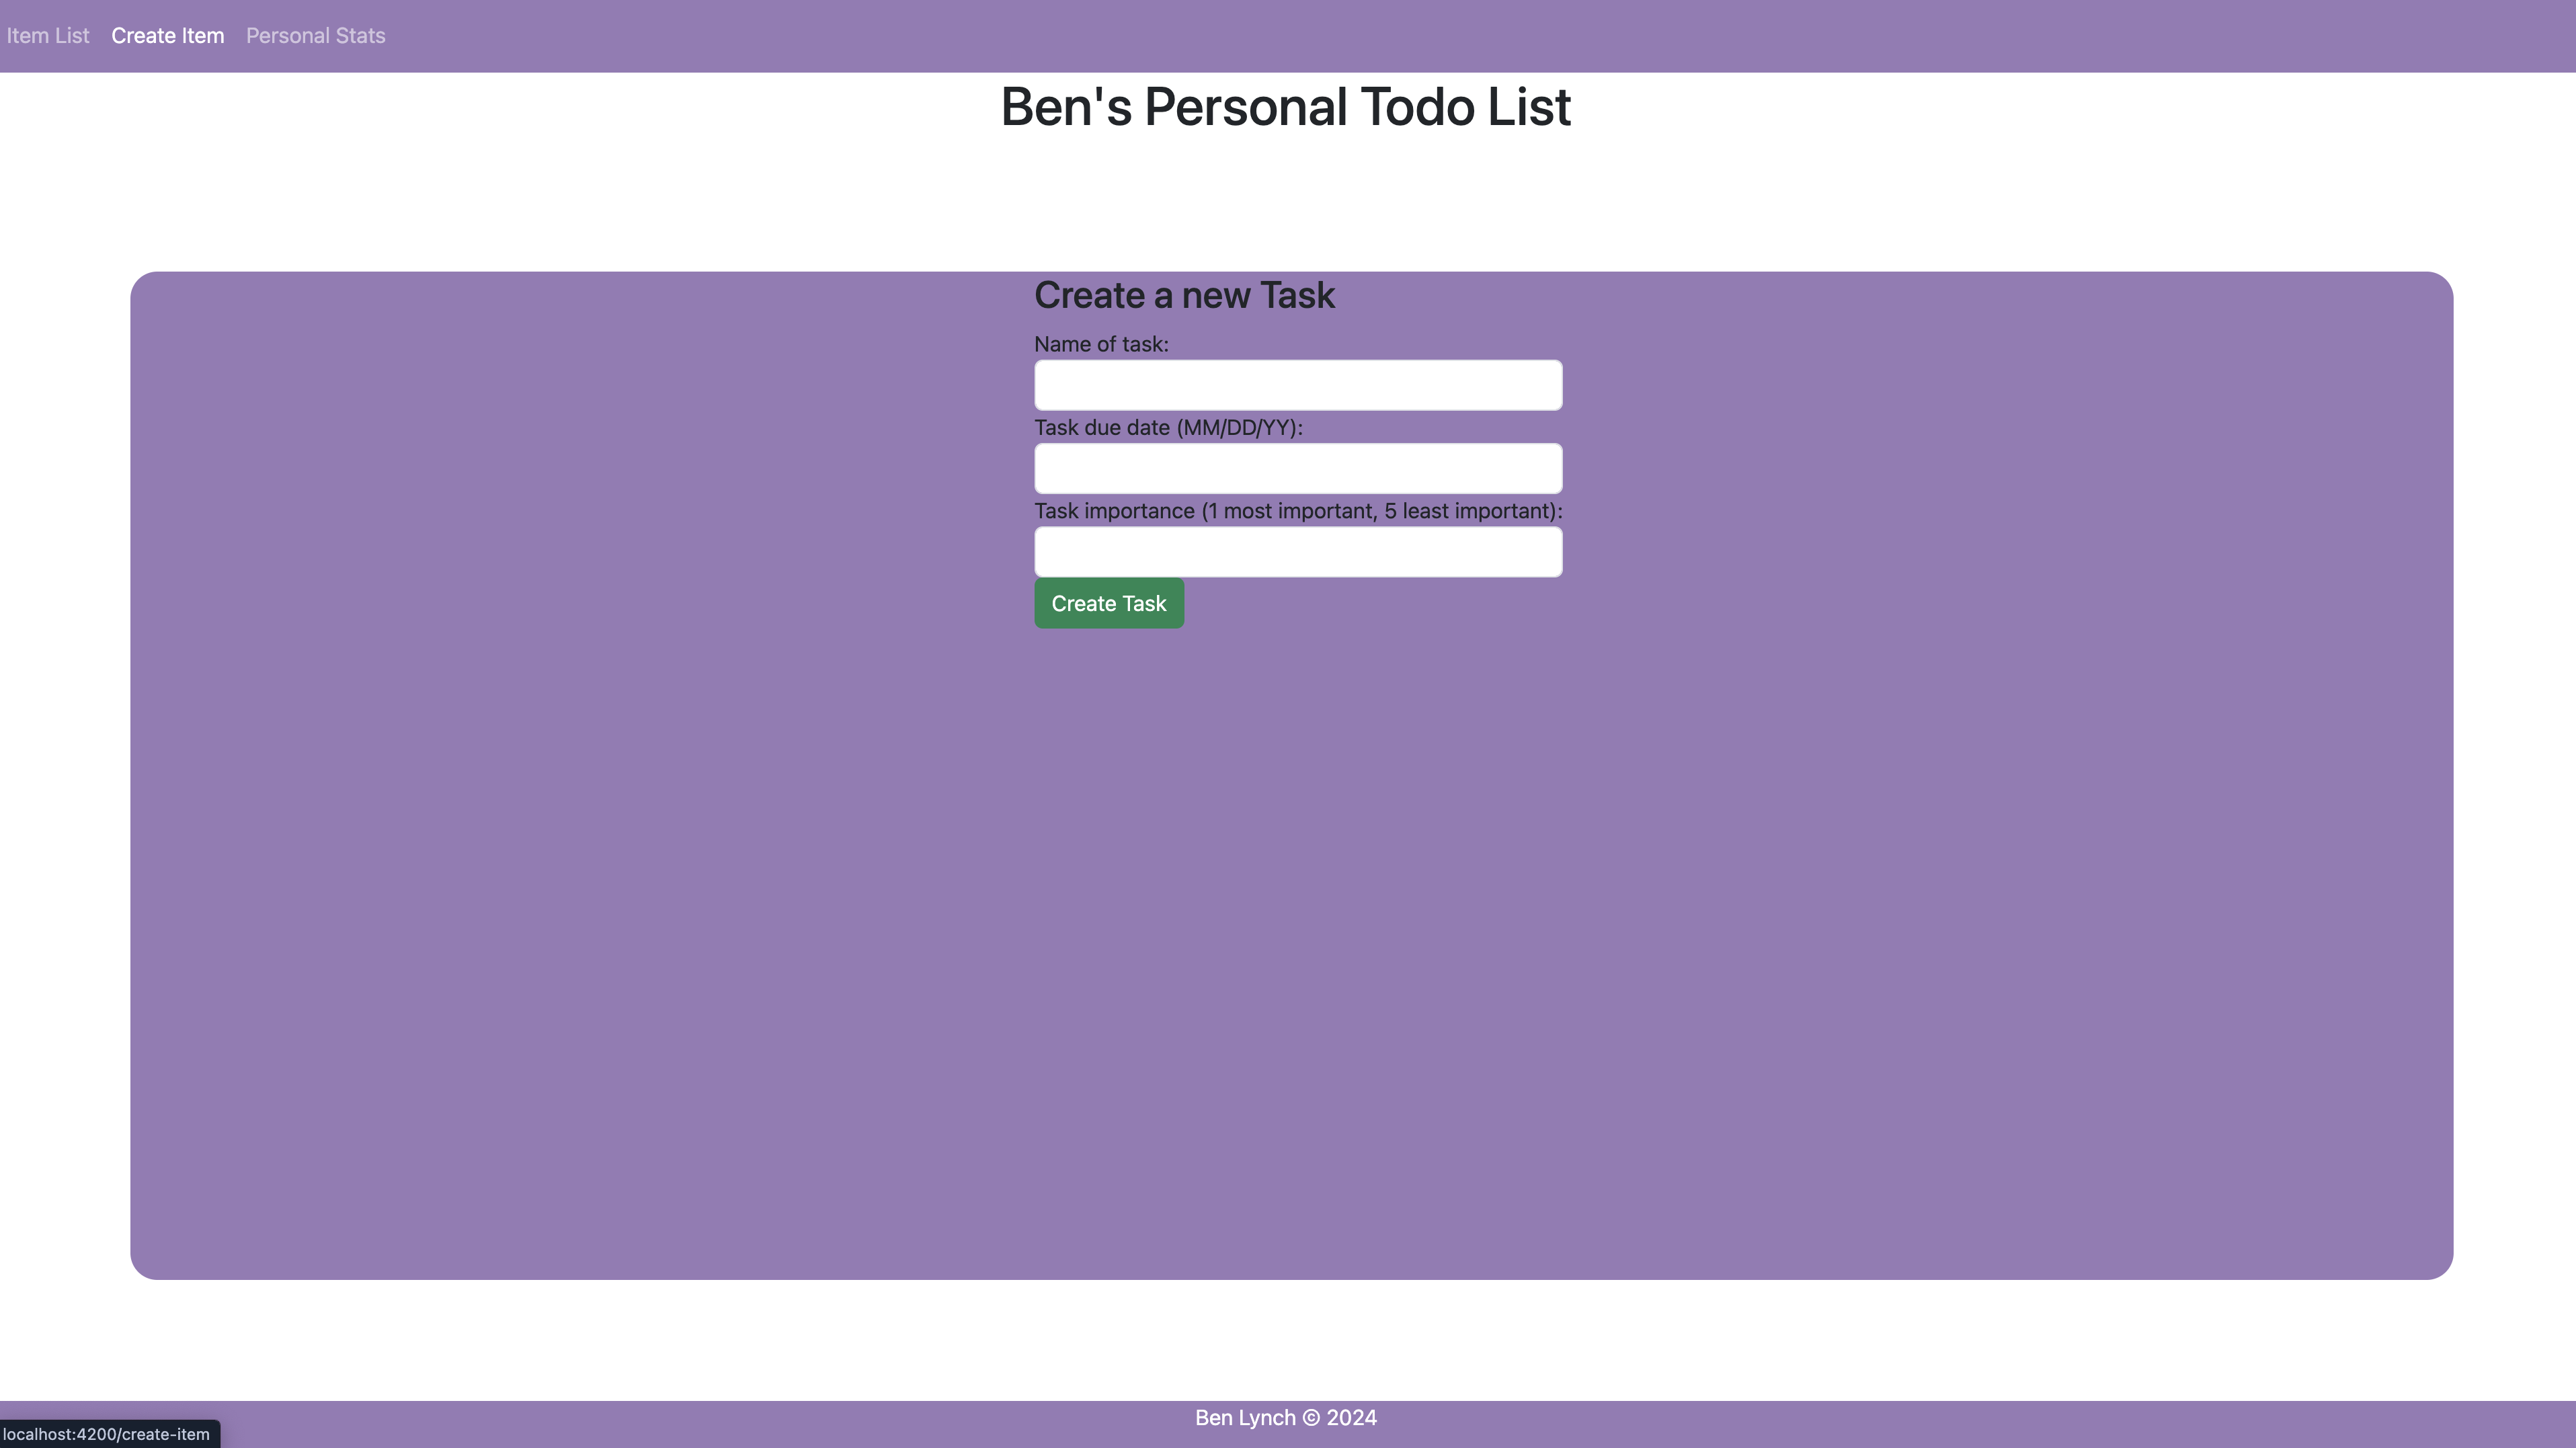 Item List Create Item Personal Stats
Ben's Personal Todo List
Create a new Task
Name of task:
Task due date (MM/DD/YY):
Task importance (1 most important, 5 least important):
Create Task
Ben Lynch © 2024
localhost:4200/create-item